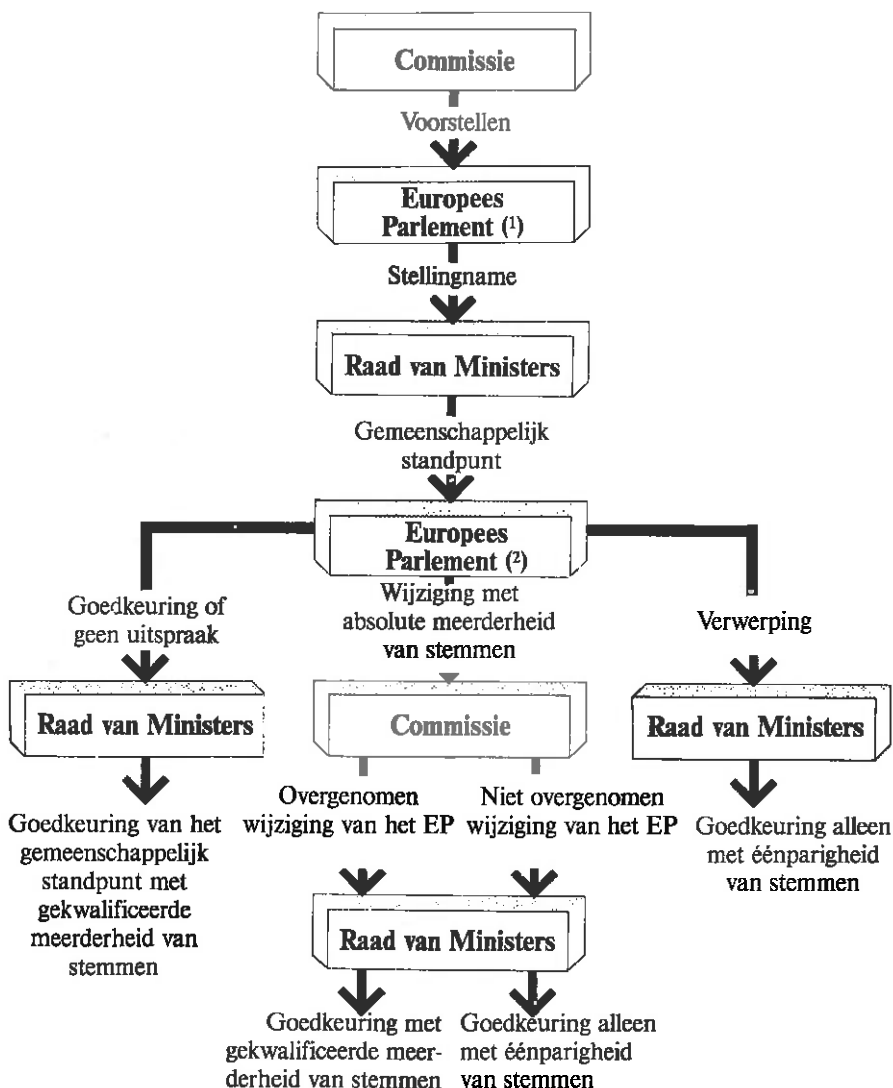 Commissie
Voorstellen
Europees
Parlement (¹)
Stellingname
Raad van Ministers
Gemeenschappelijk
standpunt
Europees
Parlement (²)
Goedkeuring of
geen uitspraak
Wijziging met
absolute meerderheid
van stemmen
Verwerping
Raad van Ministers
Commissie
Raad van Ministers
Goedkeuring van het
gemeenschappelijk
standpunt met
gekwalificeerde
meerderheid van
stemmen
Overgenomen
wijziging van het EP
Niet overgenomen
wijziging van het EP
Goedkeuring alleen
met éénparigheid
van stemmen
Raad van Ministers
Goedkeuring met
gekwalificeerde meer-
derheid van stemmen
Goedkeuring alleen
met éénparigheid
van stemmen